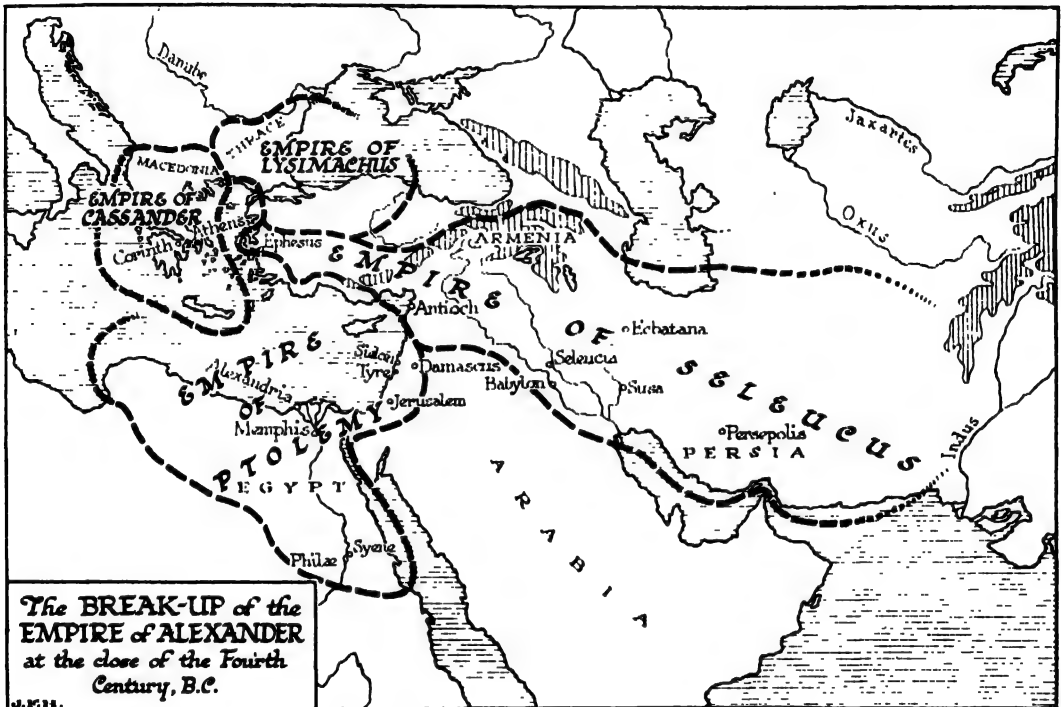 Danube
THRACE
MACEDONIA
EMPIRE OF
LYSIMACHUS
EMPIRE OF
CASSANDER
Athens
Corinth
Ephesus
Jaxartes
Oxus
ARMENIA
EMPIRE OF SELEUCUS
Antioch
Ecbatana
Seleucia
Babylon
Susa
Sidon
Tyre
Damascus
Jerusalem
EMPIRE
OF
PTOLEMY
Alexandria
Memphis
EGYPT
Persepolis
PERSIA
Indus
ARABIA
Philae
Syene
The BREAK-UP of the
EMPIRE of ALEXANDER
at the close of the Fourth
Century, B.C.